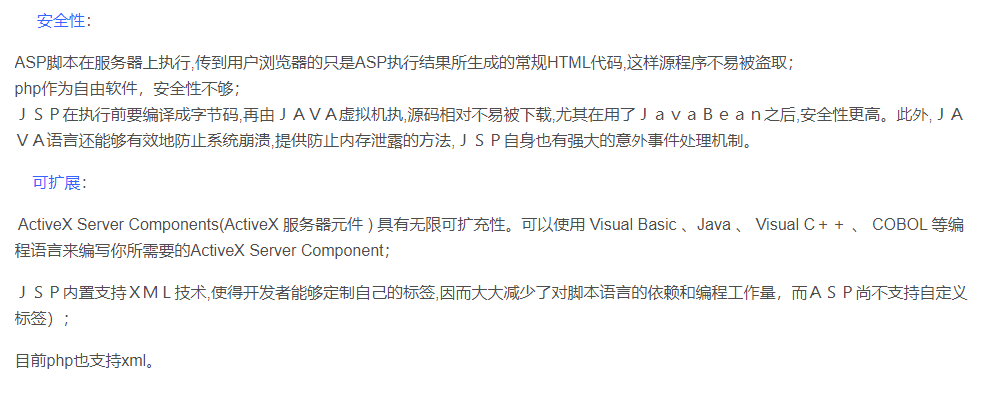 安全性：
ASP脚本在服务器上执行,传到用户浏览器的只是ASP执行结果所生成的常规HTML代码,这样源程序不易被盗取；
php作为自由软件，安全性不够；
ＪＳＰ在执行前要编译成字节码,再由ＪＡＶＡ虚拟机执,源码相对不易被下载,尤其在用了ＪａｖａＢｅａｎ之后,安全性更高。此外,ＪＡ
ＶＡ语言还能够有效地防止系统崩溃,提供防止内存泄露的方法,ＪＳＰ自身也有强大的意外事件处理机制。
可扩展：
ActiveX Server Components(ActiveX 服务器元件 ) 具有无限可扩充性。可以使用 Visual Basic 、Java 、 Visual C＋＋ 、 COBOL 等编
程语言来编写你所需要的ActiveX Server Component；
ＪＳＰ内置支持ＸＭＬ技术,使得开发者能够定制自己的标签,因而大大减少了对脚本语言的依赖和编程工作量，而ＡＳＰ尚不支持自定义
标签）；
目前php也支持xml。